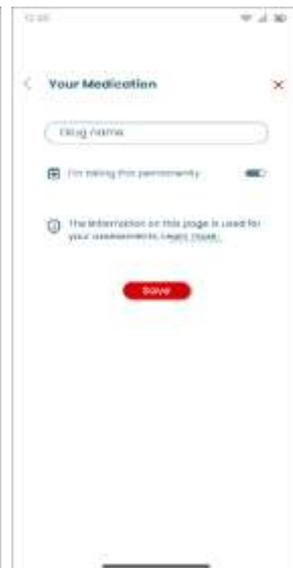 Your Medication
Drug name
I'm taking this permanently
The information on this page is used for
your assessments. Learn more.
Save